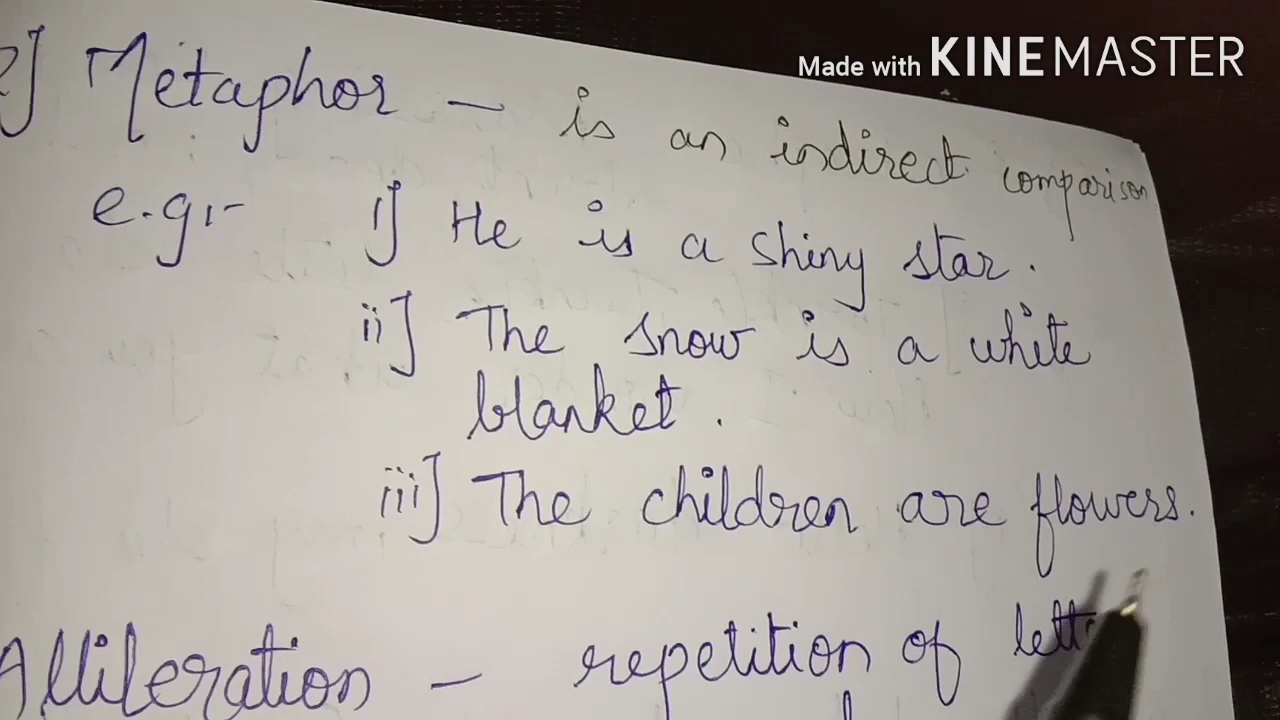 Made with KINEMASTER
2] Metaphor – is an indirect comparison
e.g:- i] He is a shiny star.
ii] The snow is a white
blanket.
iii] The children are flowers.
Alliteration – repetition of